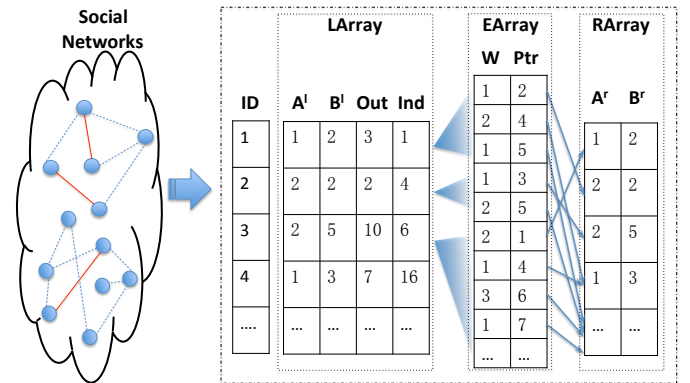 Social Networks
LArray EArray RArray
W Ptr
ID A^l B^l Out Ind A^r B^r
1 2
2 4
1 5
1 3
2 5
2 1
1 4
3 6
1 7
... ...
1 1 2 3 1
2 2 2 2 4
3 2 5 10 6
4 1 3 7 16
.... ... ... ... ...
1 2
2 2
2 5
1 3
... ...